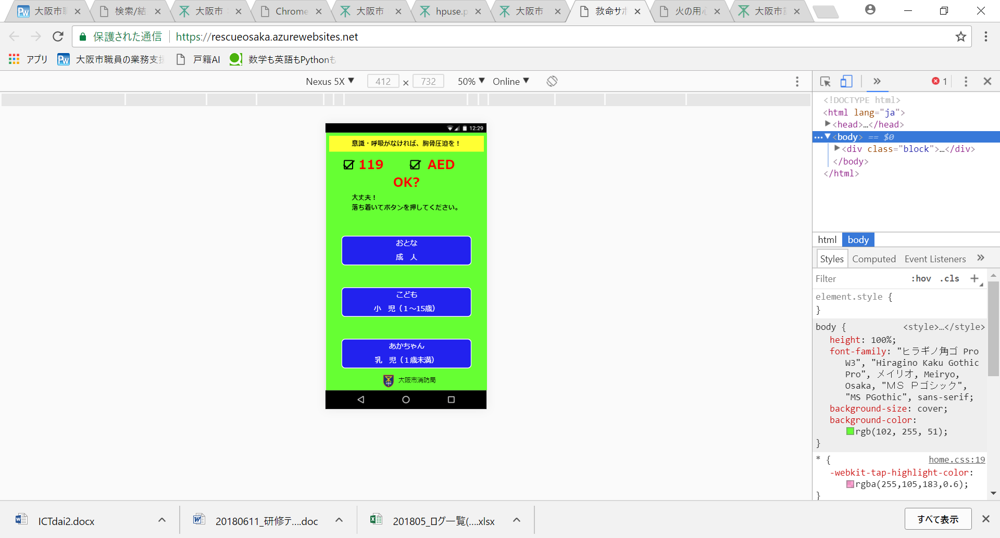 大阪市職
検索/結
大阪市
Chrome
大阪市
hpuse.p
大阪市
救命サポ
火の用心
大阪市
保護された通信
https://rescueosaka.azurewebsites.net
アプリ
大阪市職員の業務支援
戸籍AI
数学も英語もPythonも
Nexus 5X ▼
412 × 732
50% ▼
Online ▼
1
12:29
意識・呼吸がなければ、胸骨圧迫を！
119
AED
OK?
大丈夫！
落ち着いてボタンを押してください。
おとな
成　人
こども
小　児（１～15歳）
あかちゃん
乳　児（１歳未満）
大阪市消防局
<!DOCTYPE html>
<html lang="ja">
<head>…</head>
<body> == $0
<div class="block">…</div>
</body>
</html>
html body
Styles Computed Event Listeners
Filter :hov .cls
element.style {
}
body { <style>…</style>
height: 100%;
font-family: "ヒラギノ角ゴ Pro
W3", "Hiragino Kaku Gothic
Pro", メイリオ, Meiryo,
Osaka, "ＭＳ Ｐゴシック",
"MS PGothic", sans-serif;
background-size: cover;
background-color:
rgb(102, 255, 51);
}
* { home.css:19
-webkit-tap-highlight-color:
rgba(255,105,183,0.6);
}
ICTdai2.docx
20180611_研修テ....doc
201805_ログ一覧(....xlsx
すべて表示